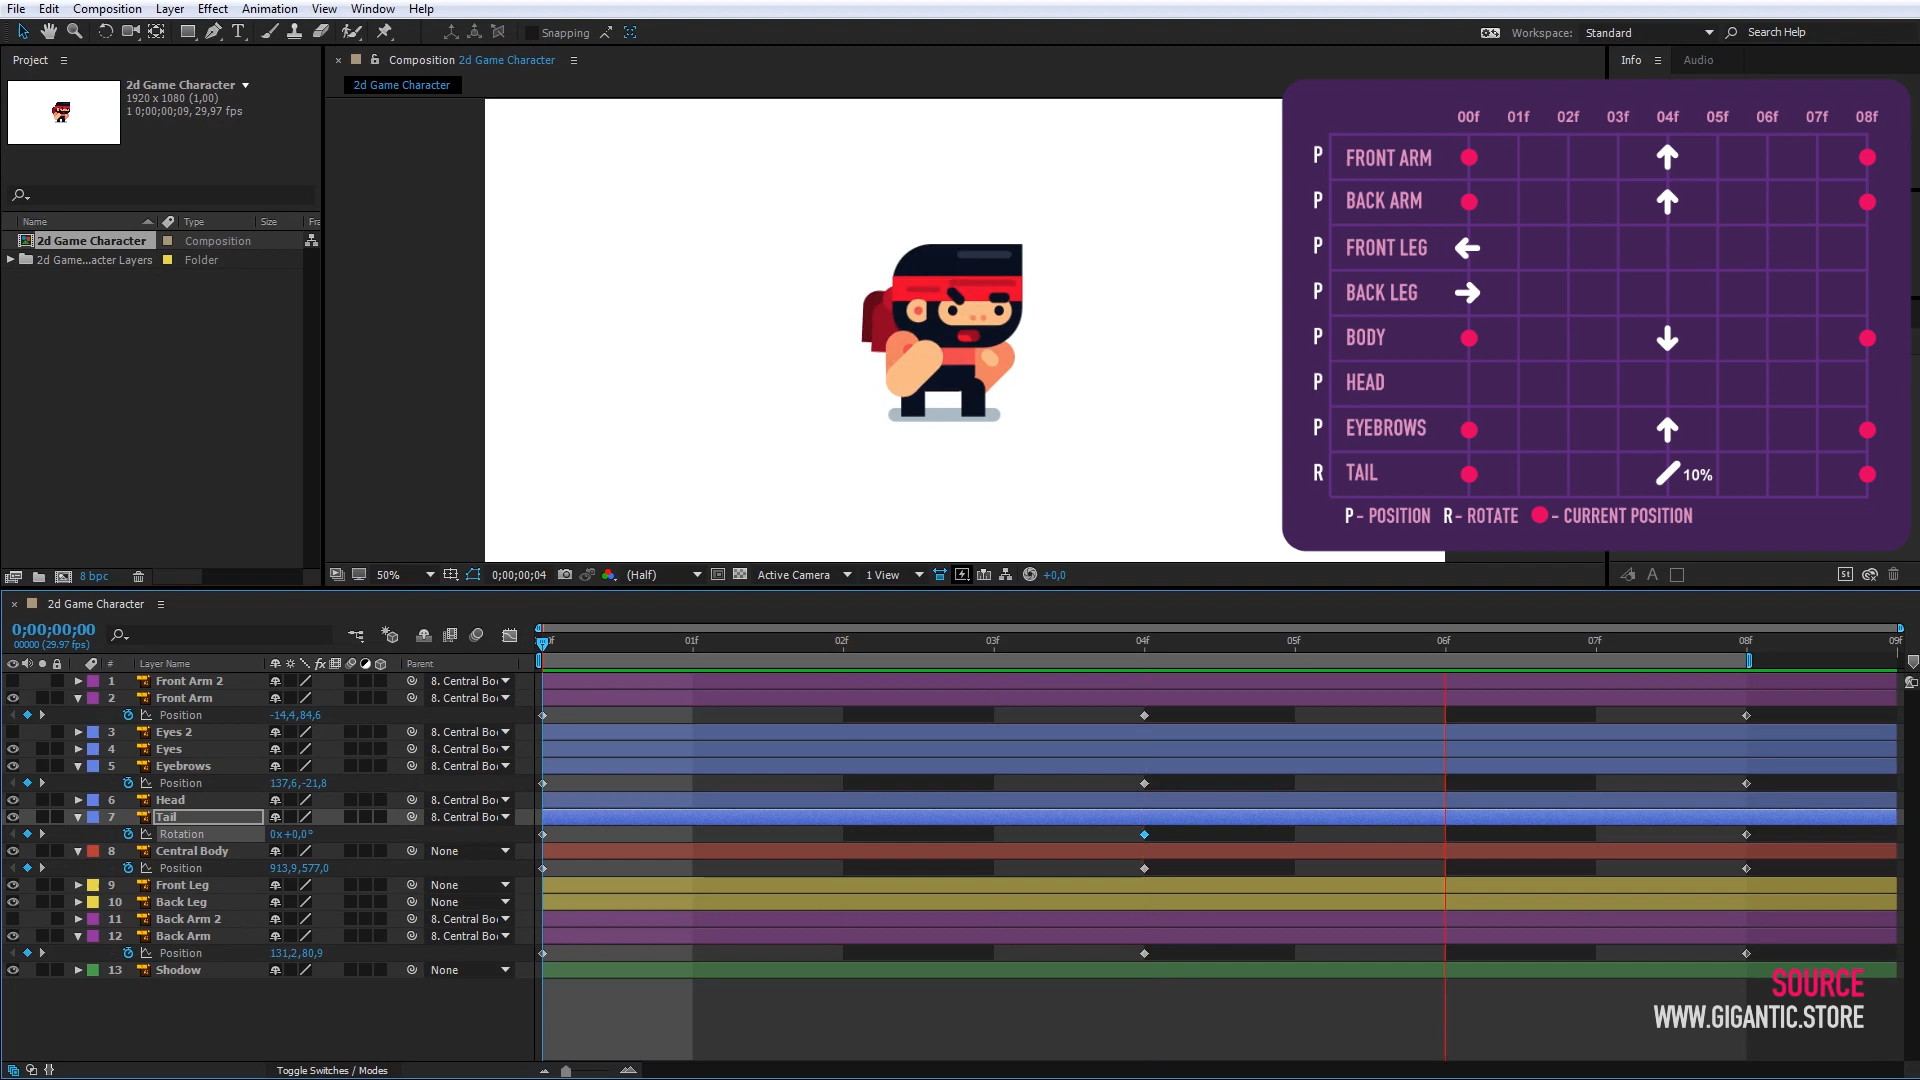 File Edit Composition Layer Effect Animation View Window Help
Snapping Workspace: Standard Search Help
Project Composition 2d Game Character Info Audio
2d Game Character 2d Game Character
1920 x 1080 (1,00)
1 0;00;00;09, 29,97 fps
Name Type Size Fra
2d Game Character Composition
2d Game...acter Layers Folder
00f 01f 02f 03f 04f 05f 06f 07f 08f
P FRONT ARM
P BACK ARM
P FRONT LEG
P BACK LEG
P BODY
P HEAD
P EYEBROWS
R TAIL 10%
P - POSITION R - ROTATE - CURRENT POSITION
8 bpc 50% 0;00;00;04 (Half) Active Camera 1 View +0,0
2d Game Character
0;00;00;00
00000 (29.97 fps)
01f 02f 03f 04f 05f 06f 07f 08f 09f
# Layer Name Parent
1 Front Arm 2 8. Central Bo
2 Front Arm 8. Central Bo
Position -14,4,84,6
3 Eyes 2 8. Central Bo
4 Eyes 8. Central Bo
5 Eyebrows 8. Central Bo
Position 137,6,-21,8
6 Head 8. Central Bo
7 Tail 8. Central Bo
Rotation 0x+0,0°
8 Central Body None
Position 913,9,577,0
9 Front Leg None
10 Back Leg None
11 Back Arm 2 8. Central Bo
12 Back Arm 8. Central Bo
Position 131,2,80,9
13 Shodow None
SOURCE
WWW.GIGANTIC.STORE
Toggle Switches / Modes